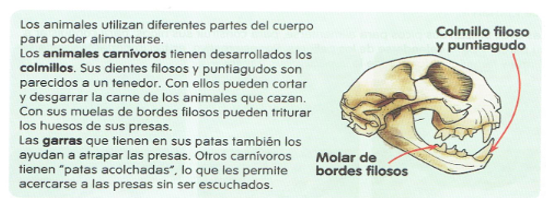 Los animales utilizan diferentes partes del cuerpo
para poder alimentarse.
Los animales carnívoros tienen desarrollados los
colmillos. Sus dientes filosos y puntiagudos son
parecidos a un tenedor. Con ellos pueden cortar
y desgarrar la carne de los animales que cazan.
Con sus muelas de bordes filosos pueden triturar
los huesos de sus presas.
Las garras que tienen en sus patas también los
ayudan a atrapar las presas. Otros carnívoros
tienen "patas acolchadas", lo que les permite
acercarse a las presas sin ser escuchados.
Colmillo filoso
y puntiagudo
Molar de
bordes filosos